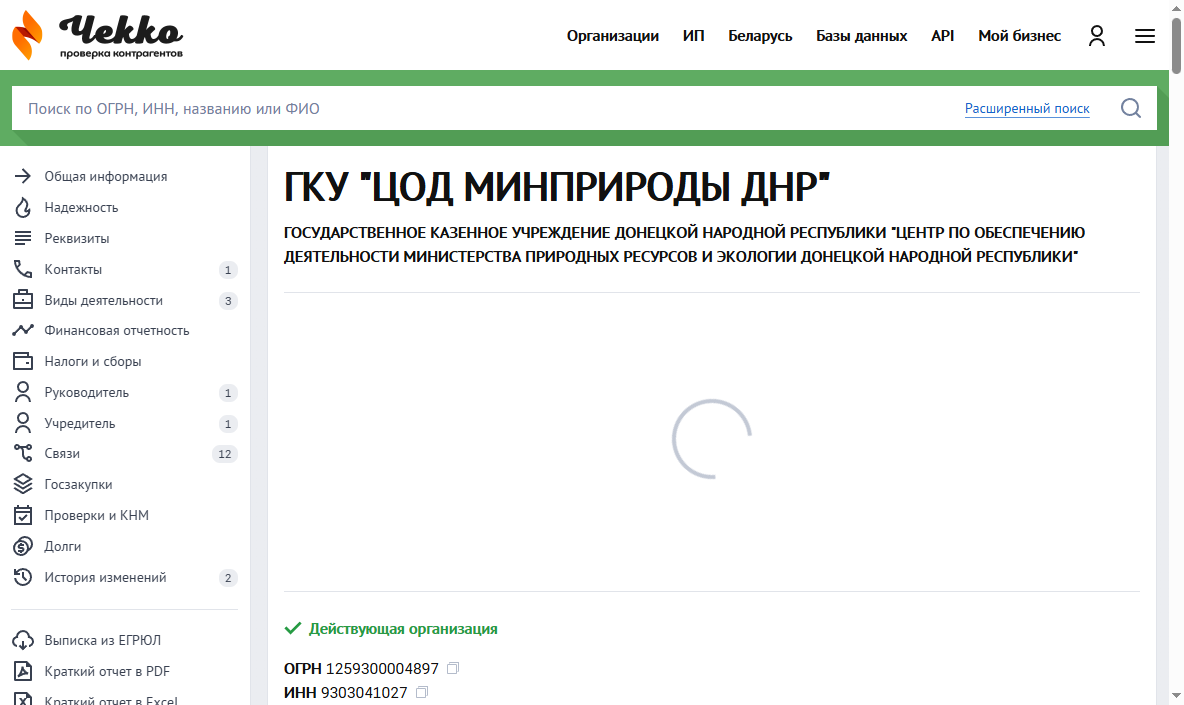 Чекко
проверка контрагентов
Организации ИП Беларусь Базы данных API Мой бизнес
Поиск по ОГРН, ИНН, названию или ФИО Расширенный поиск
Общая информация
Надежность
Реквизиты
Контакты 1
Виды деятельности 3
Финансовая отчетность
Налоги и сборы
Руководитель 1
Учредитель 1
Связи 12
Госзакупки
Проверки и КНМ
Долги
История изменений 2
Выписка из ЕГРЮЛ
Краткий отчет в PDF
Краткий отчет в Excel
ГКУ "ЦОД МИНПРИРОДЫ ДНР"
ГОСУДАРСТВЕННОЕ КАЗЕННОЕ УЧРЕЖДЕНИЕ ДОНЕЦКОЙ НАРОДНОЙ РЕСПУБЛИКИ "ЦЕНТР ПО ОБЕСПЕЧЕНИЮ
ДЕЯТЕЛЬНОСТИ МИНИСТЕРСТВА ПРИРОДНЫХ РЕСУРСОВ И ЭКОЛОГИИ ДОНЕЦКОЙ НАРОДНОЙ РЕСПУБЛИКИ"
Действующая организация
ОГРН 1259300004897
ИНН 9303041027